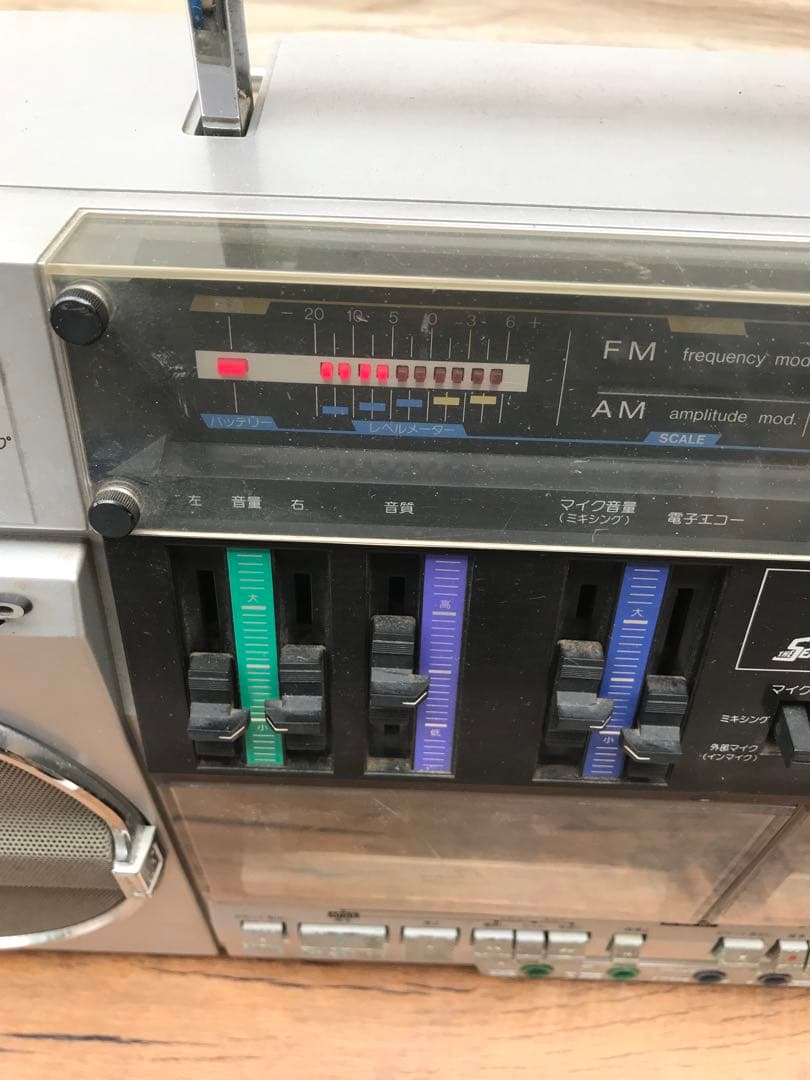 − 20 10 5 0 3 6 +
FM frequency mod
AM amplitude mod.
バッテリー
レベルメーター
SCALE
左 音量 右
音質
マイク音量
(ミキシング)
電子エコー
大
高
大
小
低
小
マイク
ミキシング
外部マイク
(インマイク)